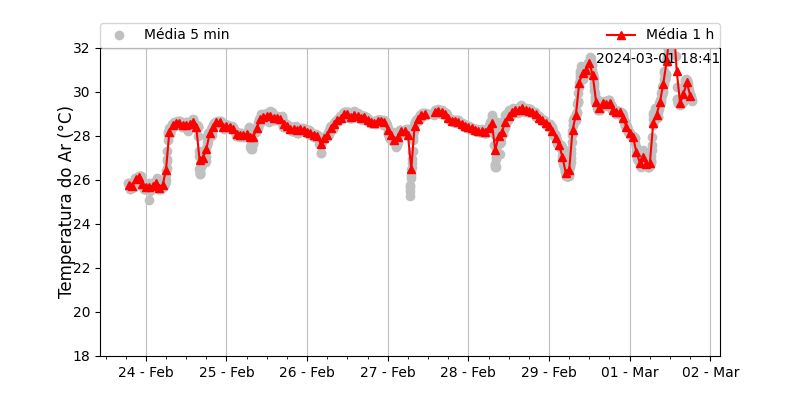 Média 5 min
Média 1 h
2024-03-01 18:41
Temperatura do Ar (°C)
32
30
28
26
24
22
20
18
24 - Feb
25 - Feb
26 - Feb
27 - Feb
28 - Feb
29 - Feb
01 - Mar
02 - Mar